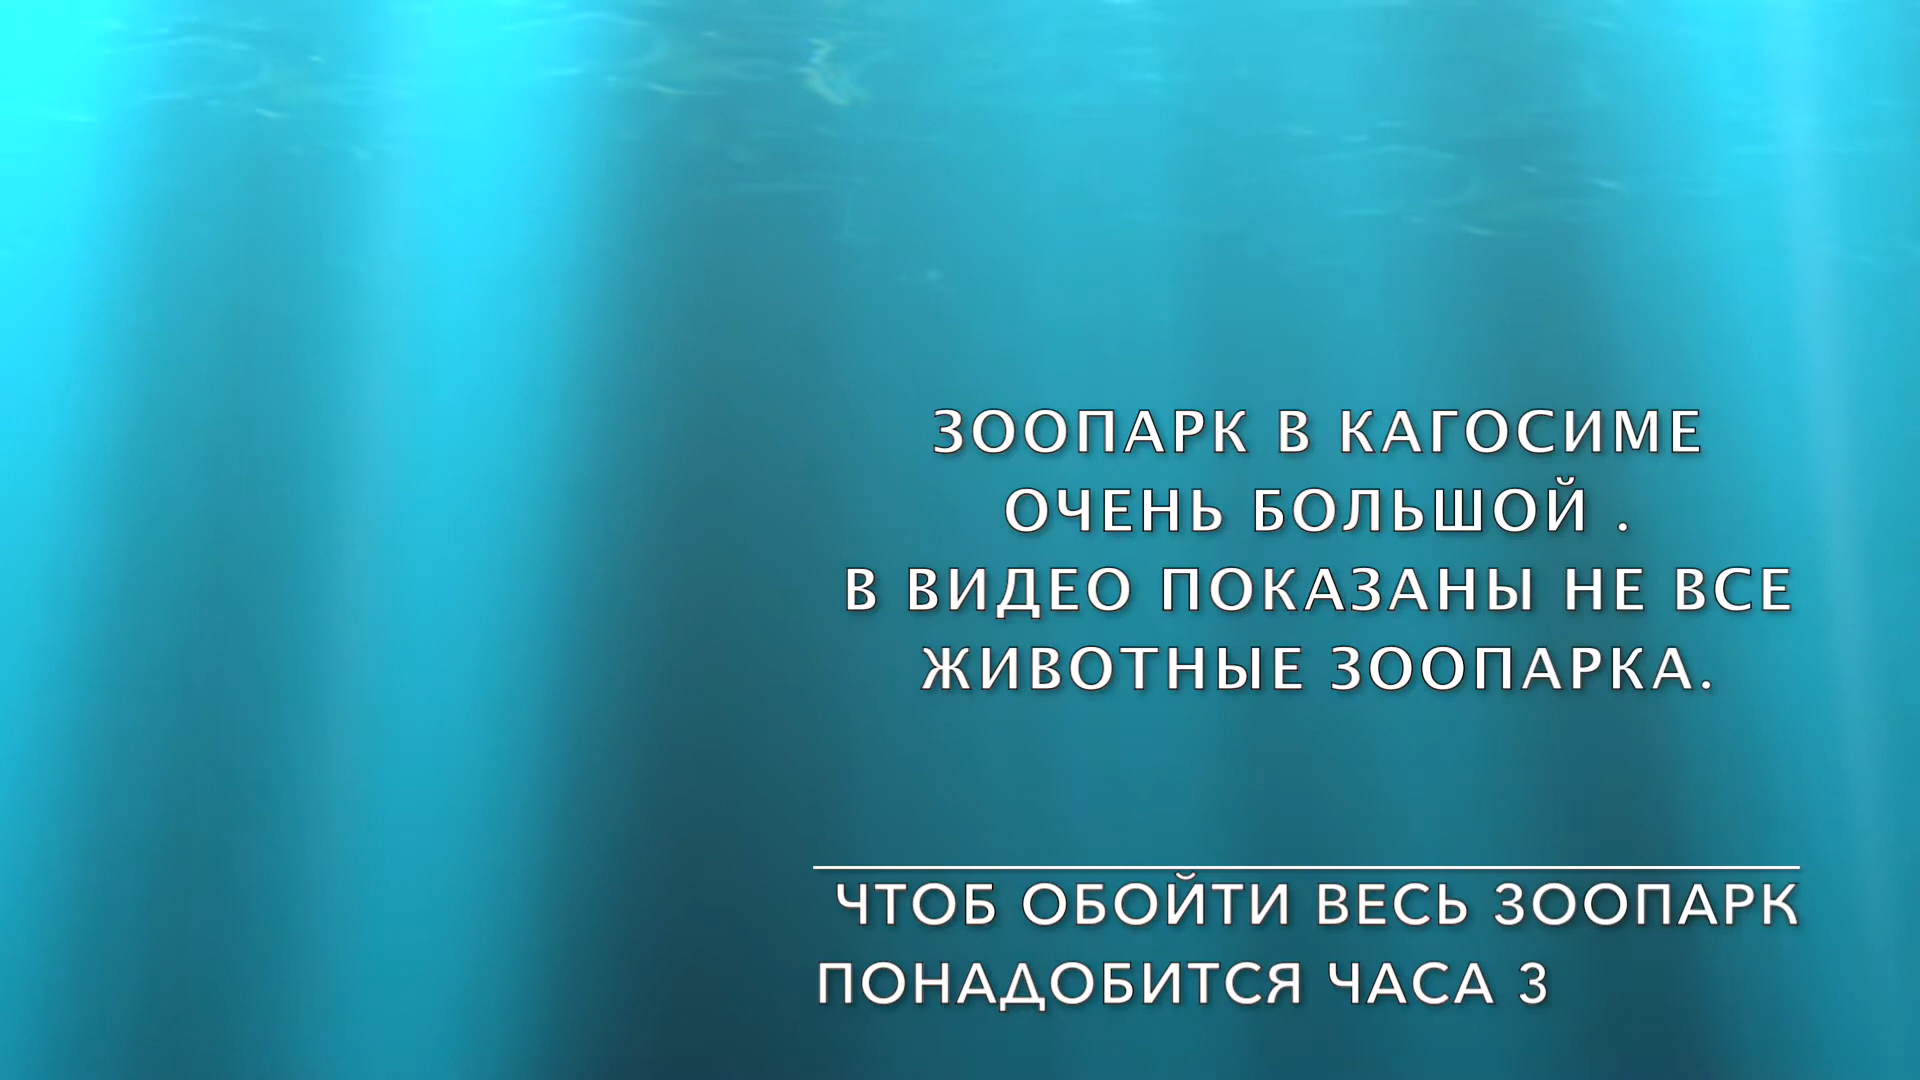 ЗООПАРК В КАГОСИМЕ
ОЧЕНЬ БОЛЬШОЙ .
В ВИДЕО ПОКАЗАНЫ НЕ ВСЕ
ЖИВОТНЫЕ ЗООПАРКА.
ЧТОБ ОБОЙТИ ВЕСЬ ЗООПАРК
ПОНАДОБИТСЯ ЧАСА 3